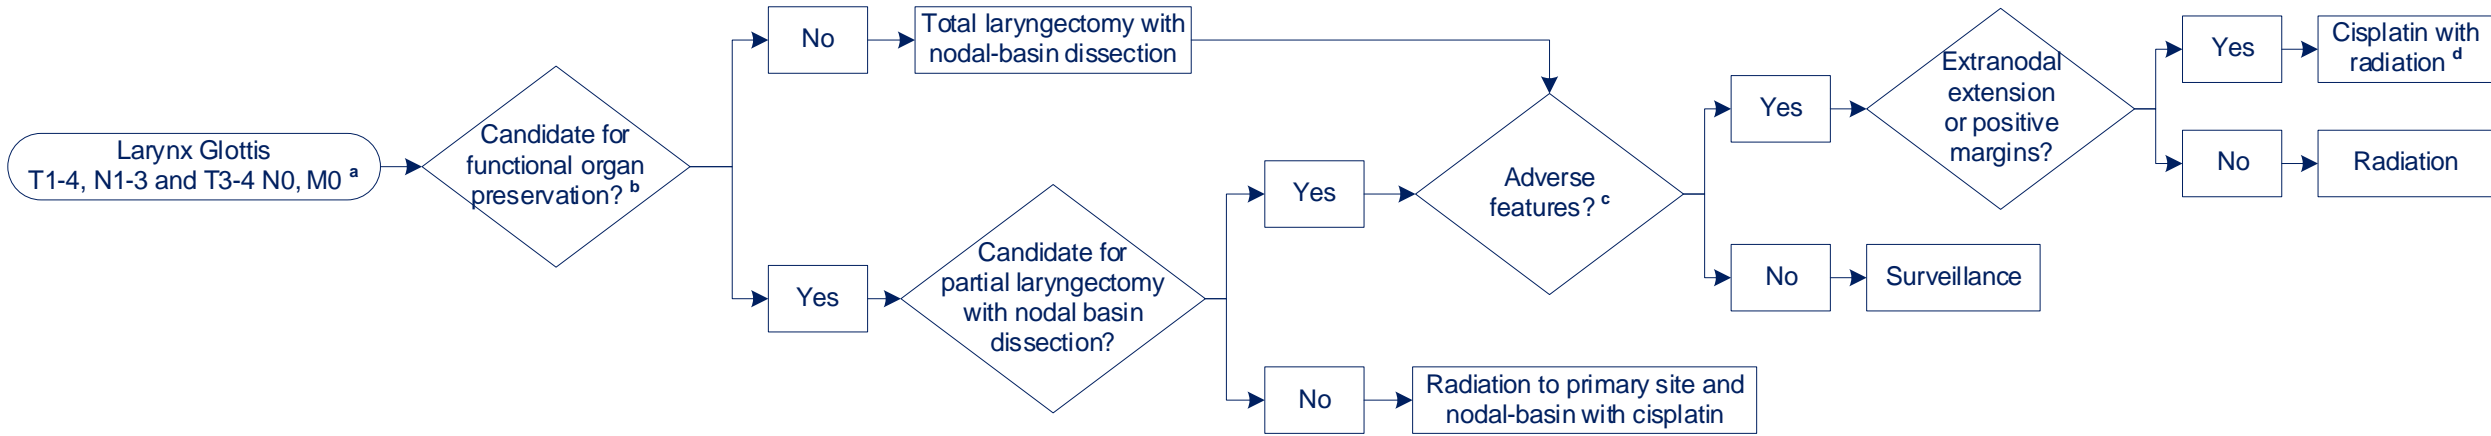 Larynx Glottis
T1-4, N1-3 and T3-4 N0, M0 a
Candidate for
functional organ
preservation? b
No
Total laryngectomy with
nodal-basin dissection
Yes
Candidate for
partial laryngectomy
with nodal basin
dissection?
Yes
No
Radiation to primary site and
nodal-basin with cisplatin
Adverse
features? c
Yes
No
Surveillance
Extranodal
extension
or positive
margins?
Yes
Cisplatin with
radiation d
No
Radiation